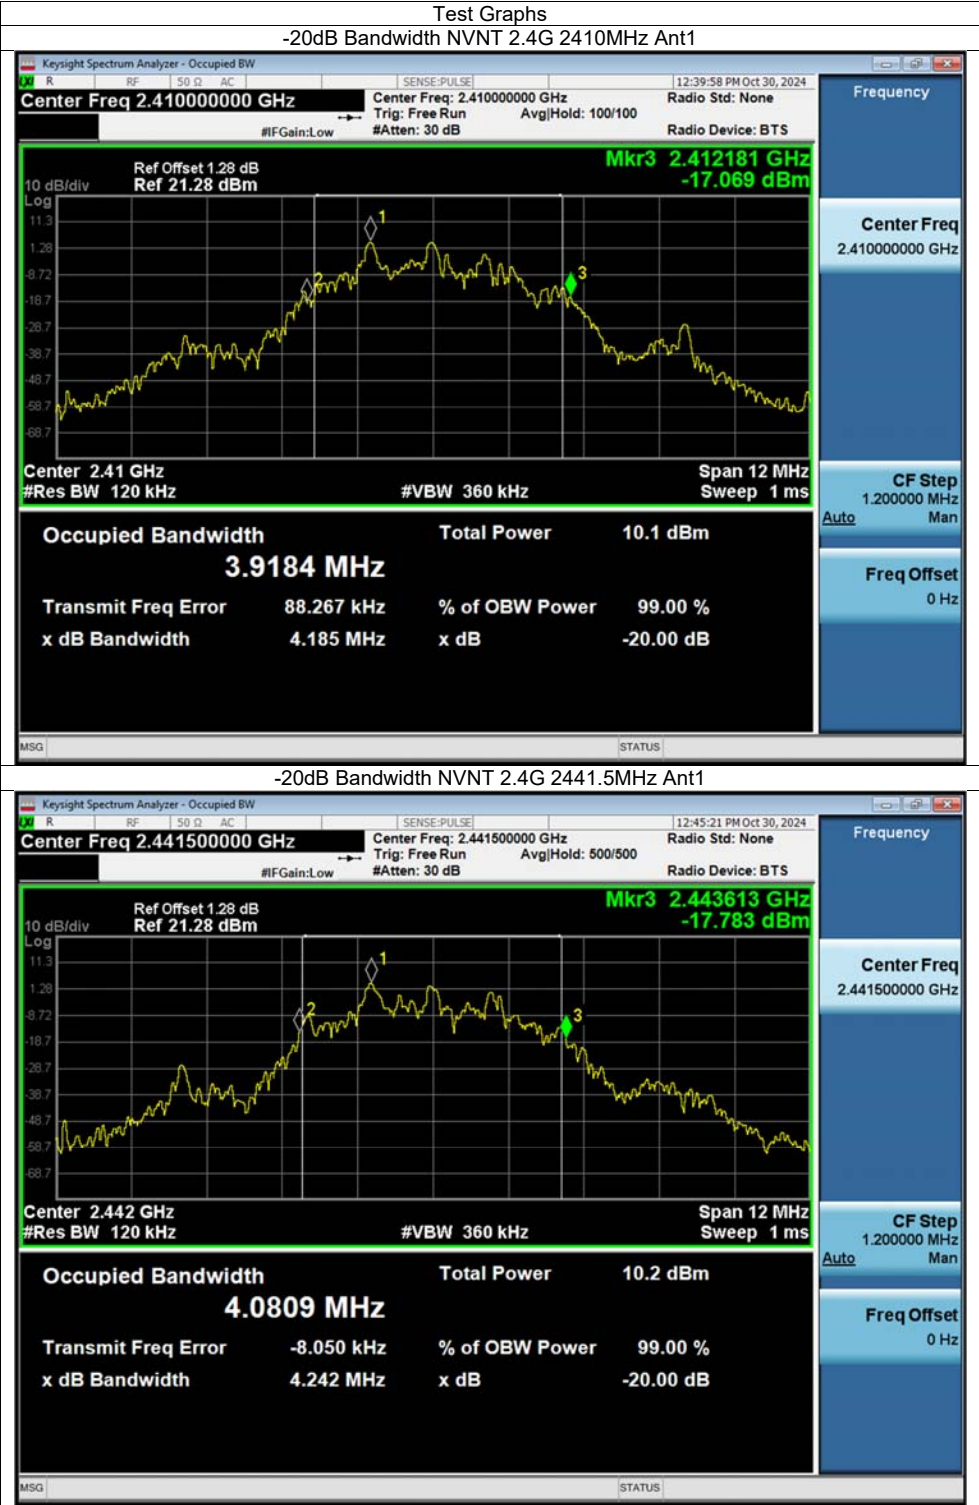 Test Graphs
-20dB Bandwidth NVNT 2.4G 2410MHz Ant1
Keysight Spectrum Analyzer - Occupied BW
LXI R RF 50 Ω AC SENSE:PULSE 12:39:58 PM Oct 30, 2024
Center Freq 2.410000000 GHz Center Freq: 2.410000000 GHz Radio Std: None Frequency
Trig: Free Run Avg|Hold: 100/100
#IFGain:Low #Atten: 30 dB Radio Device: BTS
Mkr3 2.412181 GHz
Ref Offset 1.28 dB
10 dB/div Ref 21.28 dBm -17.069 dBm
Log
11.3
1
Center Freq
2.410000000 GHz
1.28
-8.72
2
3
-18.7
-28.7
-38.7
-48.7
-58.7
-68.7
Center 2.41 GHz Span 12 MHz
#Res BW 120 kHz #VBW 360 kHz Sweep 1 ms
CF Step
1.200000 MHz
Auto Man
Occupied Bandwidth Total Power 10.1 dBm
3.9184 MHz
Freq Offset
0 Hz
Transmit Freq Error 88.267 kHz % of OBW Power 99.00 %
x dB Bandwidth 4.185 MHz x dB -20.00 dB
MSG STATUS
-20dB Bandwidth NVNT 2.4G 2441.5MHz Ant1
Keysight Spectrum Analyzer - Occupied BW
LXI R RF 50 Ω AC SENSE:PULSE 12:45:21 PM Oct 30, 2024
Center Freq 2.441500000 GHz Center Freq: 2.441500000 GHz Radio Std: None Frequency
Trig: Free Run Avg|Hold: 500/500
#IFGain:Low #Atten: 30 dB Radio Device: BTS
Mkr3 2.443613 GHz
Ref Offset 1.28 dB
10 dB/div Ref 21.28 dBm -17.783 dBm
Log
11.3
1
Center Freq
2.441500000 GHz
1.28
-8.72
2
3
-18.7
-28.7
-38.7
-48.7
-58.7
-68.7
Center 2.442 GHz Span 12 MHz
#Res BW 120 kHz #VBW 360 kHz Sweep 1 ms
CF Step
1.200000 MHz
Auto Man
Occupied Bandwidth Total Power 10.2 dBm
4.0809 MHz
Freq Offset
0 Hz
Transmit Freq Error -8.050 kHz % of OBW Power 99.00 %
x dB Bandwidth 4.242 MHz x dB -20.00 dB
MSG STATUS